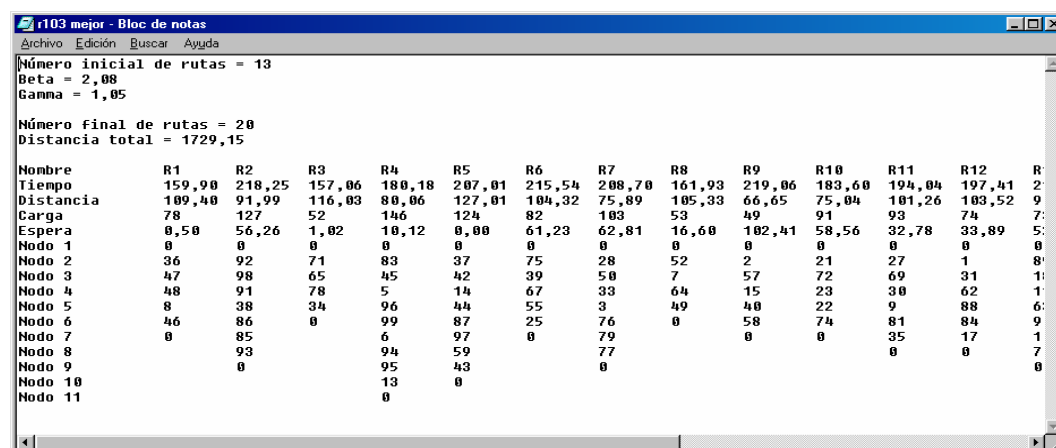 r103 mejor - Bloc de notas
Archivo Edición Buscar Ayuda
Número inicial de rutas = 13
Beta = 2,08
Gamma = 1,05
Número final de rutas = 20
Distancia total = 1729,15
Nombre R1 R2 R3 R4 R5 R6 R7 R8 R9 R10 R11 R12
Tiempo 159,90 218,25 157,06 180,18 207,01 215,54 208,70 161,93 219,06 183,60 194,04 197,41
Distancia 109,40 91,99 116,03 80,06 127,01 104,32 75,89 105,33 66,65 75,04 101,26 103,52
Carga 78 127 52 146 124 82 103 53 49 91 93 74
Espera 0,50 56,26 1,02 10,12 0,00 61,23 62,81 16,60 102,41 58,56 32,78 33,89
Nodo 1 0 0 0 0 0 0 0 0 0 0 0 0 0
Nodo 2 36 92 71 83 37 75 28 52 2 21 27 1
Nodo 3 47 98 65 45 42 39 50 7 57 72 69 31
Nodo 4 48 91 78 5 14 67 33 64 15 23 30 62
Nodo 5 8 38 34 96 44 55 3 49 40 22 9 88
Nodo 6 46 86 0 99 87 25 76 0 58 74 81 84
Nodo 7 0 85 6 97 0 79 0 0 35 17
Nodo 8 93 94 59 77 0 0
Nodo 9 0 95 43 0 0
Nodo 10 13 0
Nodo 11 0